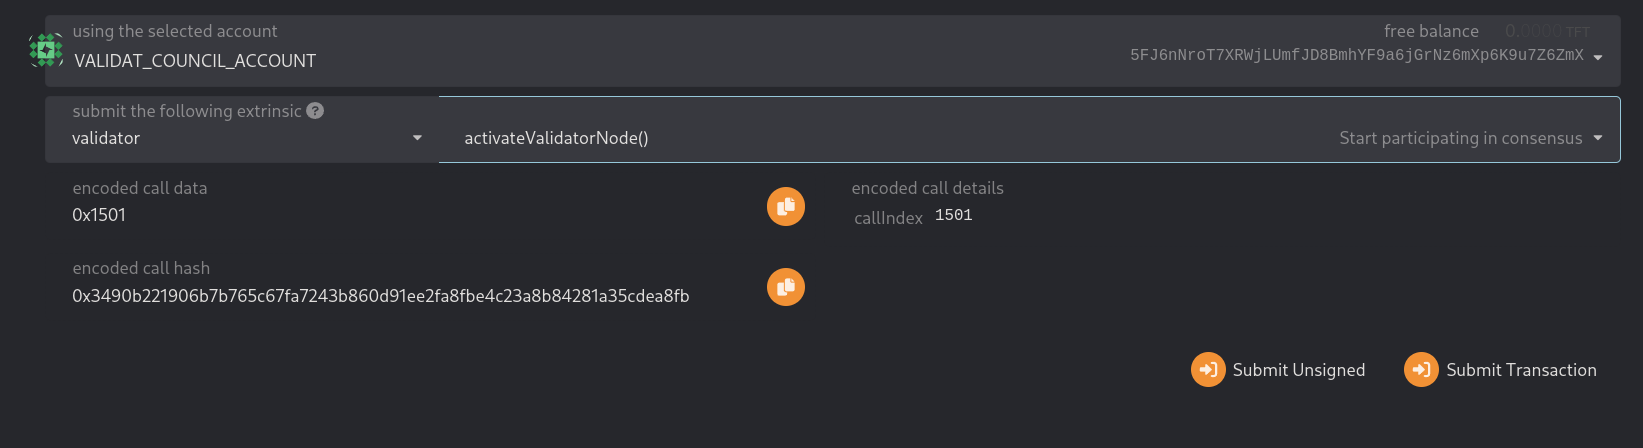 using the selected account
free balance 0.0000 TFT
VALIDAT_COUNCIL_ACCOUNT
5FJ6nNroT7XRWjLUmfJD8BmhYF9a6jGrNz6mXp6K9u7Z6ZmX
submit the following extrinsic ?
validator
activateValidatorNode()
Start participating in consensus
encoded call data
0x1501
encoded call details
callIndex 1501
encoded call hash
0x3490b221906b7b765c67fa7243b860d91ee2fa8fbe4c23a8b84281a35cdea8fb
Submit Unsigned
Submit Transaction